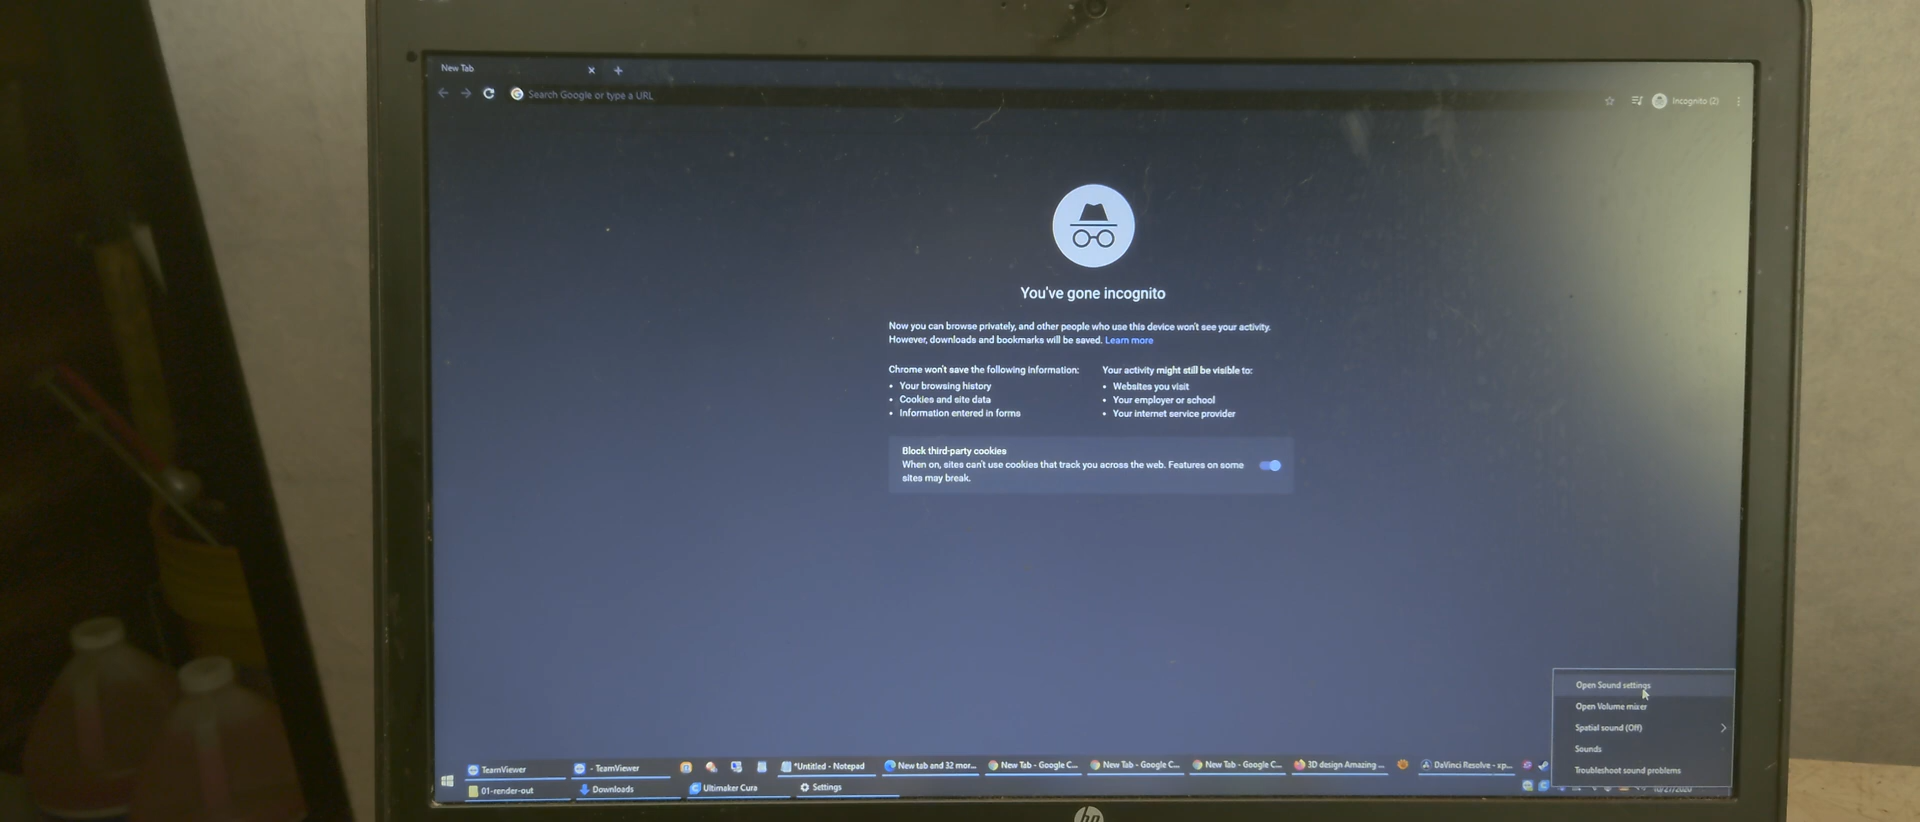 New Tab
Search Google or type a URL
Incognito (2)
You've gone incognito
Now you can browse privately, and other people who use this device won't see your activity.
However, downloads and bookmarks will be saved. Learn more
Chrome won't save the following information:
• Your browsing history
• Cookies and site data
• Information entered in forms
Your activity might still be visible to:
• Websites you visit
• Your employer or school
• Your internet service provider
Block third-party cookies
When on, sites can't use cookies that track you across the web. Features on some
sites may break.
Open Sound settings
Open Volume mixer
Spatial sound (Off)
Sounds
Troubleshoot sound problems
TeamViewer
- TeamViewer
*Untitled - Notepad
New tab and 32 mor...
New Tab - Google C...
New Tab - Google C...
New Tab - Google C...
3D design Amazing ...
DaVinci Resolve - xp...
01-render-out
Downloads
Ultimaker Cura
Settings
10/27/2020
hp